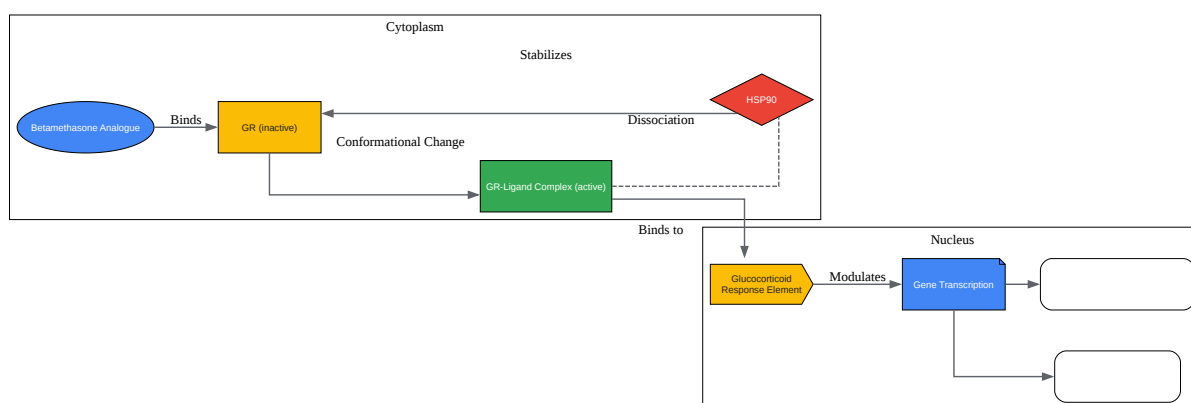 Cytoplasm
Stabilizes
HSP90
Dissociation
Betamethasone Analogue
Binds
GR (inactive)
Conformational Change
GR-Ligand Complex (active)
Binds to
Nucleus
Glucocorticoid
Response Element
Modulates
Gene Transcription